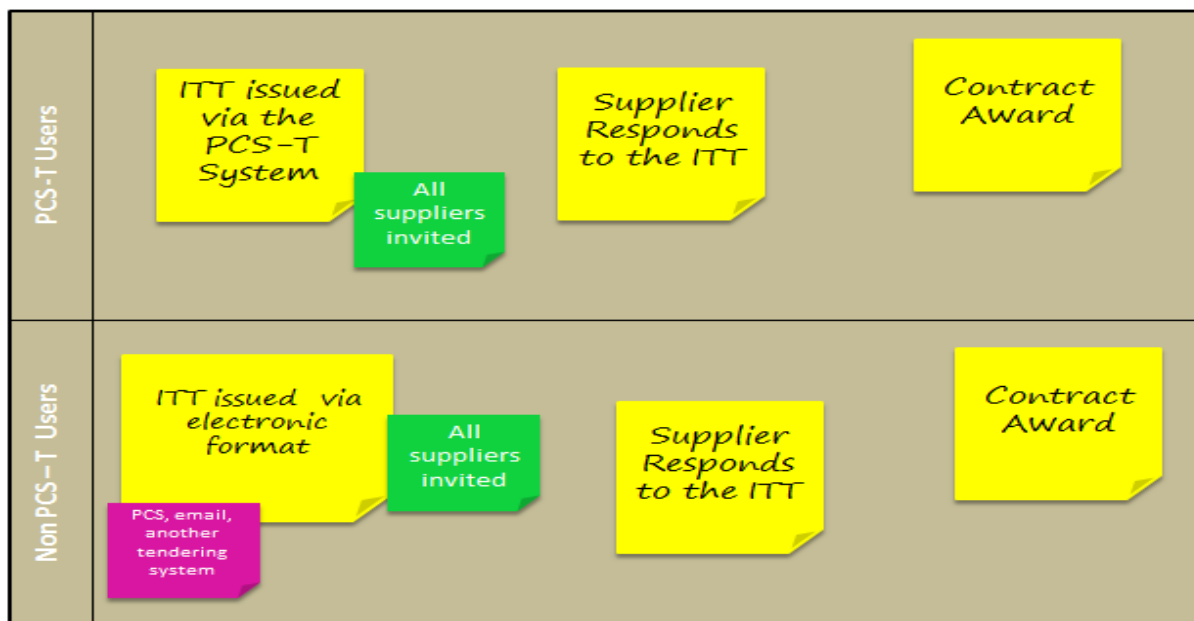 PCS-T Users
ITT issued
via the
PCS-T
System
All
suppliers
invited
Supplier
Responds
to the ITT
Contract
Award
Non PCS – T Users
ITT issued via
electronic
format
PCS, email,
another
tendering
system
All
suppliers
invited
Supplier
Responds
to the ITT
Contract
Award